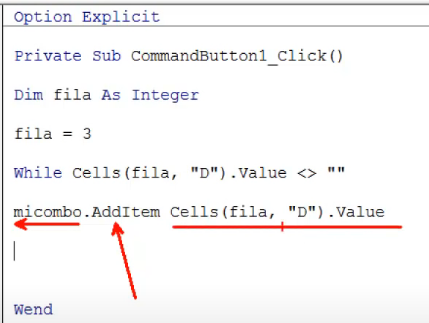 Option Explicit
Private Sub CommandButton1_Click()
Dim fila As Integer
fila = 3
While Cells(fila, "D").Value <> ""
micombo.AddItem Cells(fila, "D").Value
Wend